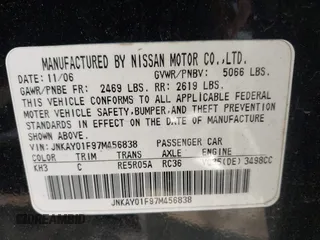 MANUFACTURED BY NISSAN MOTOR CO.,LTD.
DATE 11/06 GVWR/PNBV: 5066 LBS.
GAWR/PNBE FR: 2469 LBS. RR: 2619 LBS.
THIS VEHICLE CONFORMS TO ALL APPLICABLE FEDERAL
MOTOR VEHICLE SAFETY, BUMPER, AND THEFT PREVENTION
STANDARDS IN EFFECT ON THE DATE OF MANUFACTURE
SHOWN ABOVE.
VIN: JNKAY01F97M456838 PASSENGER CAR
COLOR TRIM TRANS AXLE ENGINE
KH3 C RE5R05A RC36 (DE) 3498CC
JNKAY01F97M456838